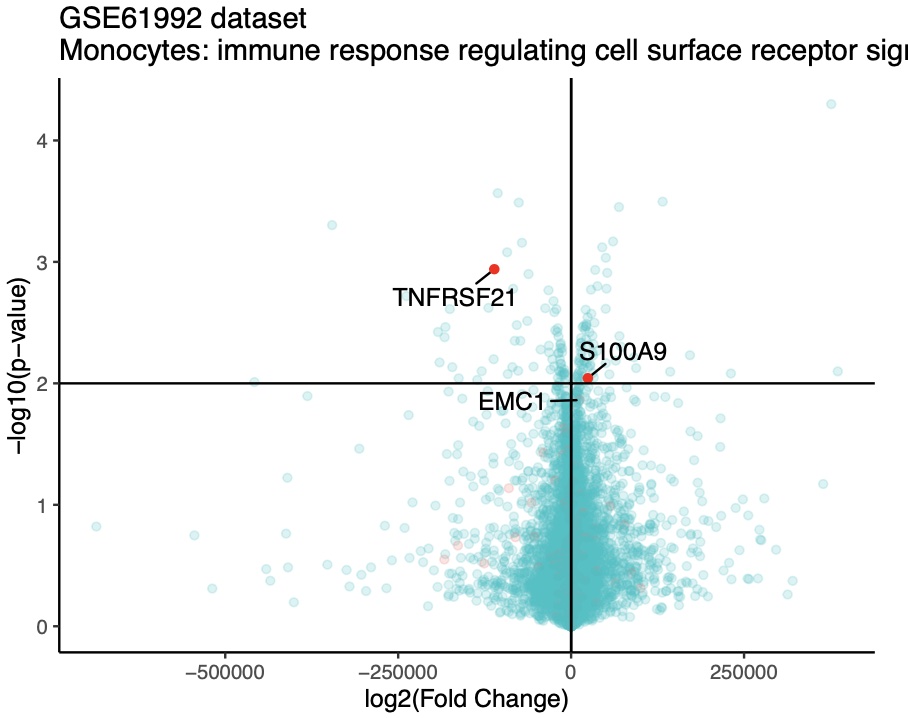 GSE61992 dataset
Monocytes: immune response regulating cell surface receptor sig
4
3
2
1
0
−log10(p−value)
TNFRSF21
S100A9
EMC1
−500000
−250000
0
250000
log2(Fold Change)